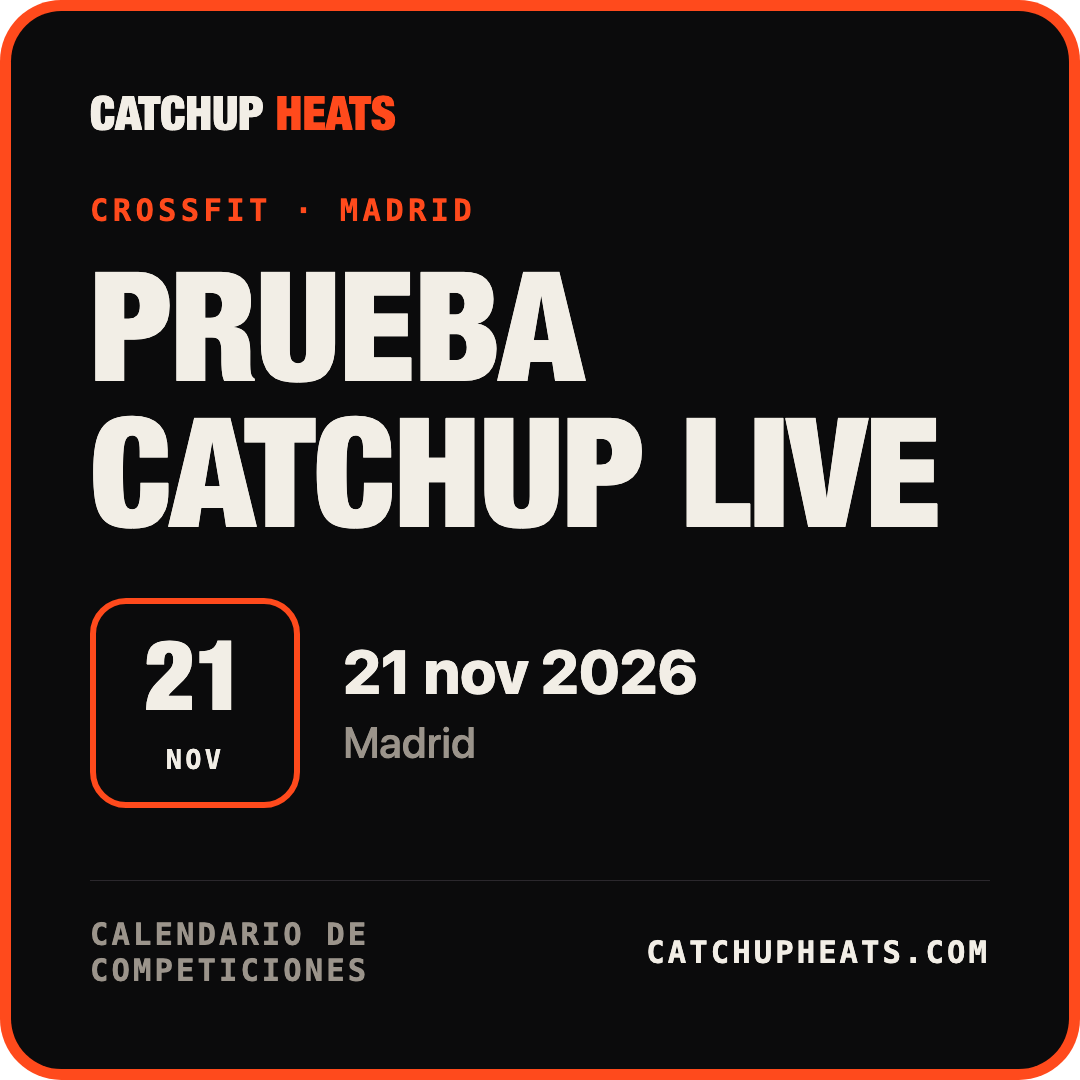 CATCHUP HEATS
CROSSFIT · MADRID
PRUEBA
CATCHUP LIVE
21
NOV
21 nov 2026
Madrid
CALENDARIO DE
COMPETICIONES
CATCHUPHEATS.COM